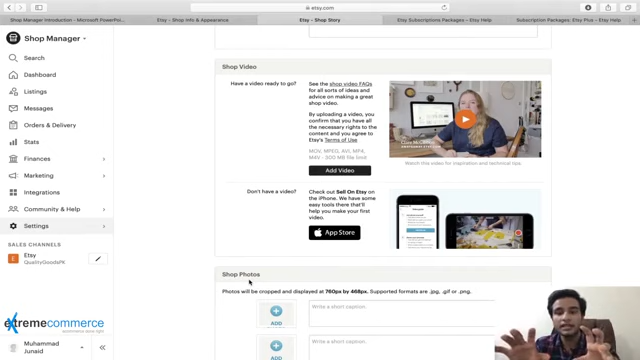 etsy.com
Shop Manager Introduction - Microsoft PowerPoi...
Etsy - Shop Info & Appearance
Etsy - Shop Story
Etsy Subscriptions Packages – Etsy Help
Subscription Packages: Etsy Plus – Etsy Help
Shop Manager
Search
Dashboard
Listings
Messages
Orders & Delivery
Stats
Finances
Marketing
Integrations
Community & Help
Settings
SALES CHANNELS
E
Etsy
QualityGoodsPK
extremecommerce
ecommerce done right
Muhammad
Junaid
Shop Video
Have a video ready to go?
See the shop video FAQs
for all sorts of ideas and
advice on making a great
shop video.
By uploading a video, you
confirm that you have all
the necessary rights to the
content and you agree to
Etsy's Terms of Use
MOV, MPEG, AVI, MP4,
M4V - 300 MB file limit
Add Video
Watch this video for inspiration and technical tips.
Don't have a video?
Check out Sell On Etsy
on the iPhone. We have
some easy tools there
that'll help you make your
first video.
App Store
Shop Photos
Photos will be cropped and displayed at 760px by 468px. Supported formats are .jpg, .gif or .png.
ADD
Write a short caption.
ADD
Write a short caption.